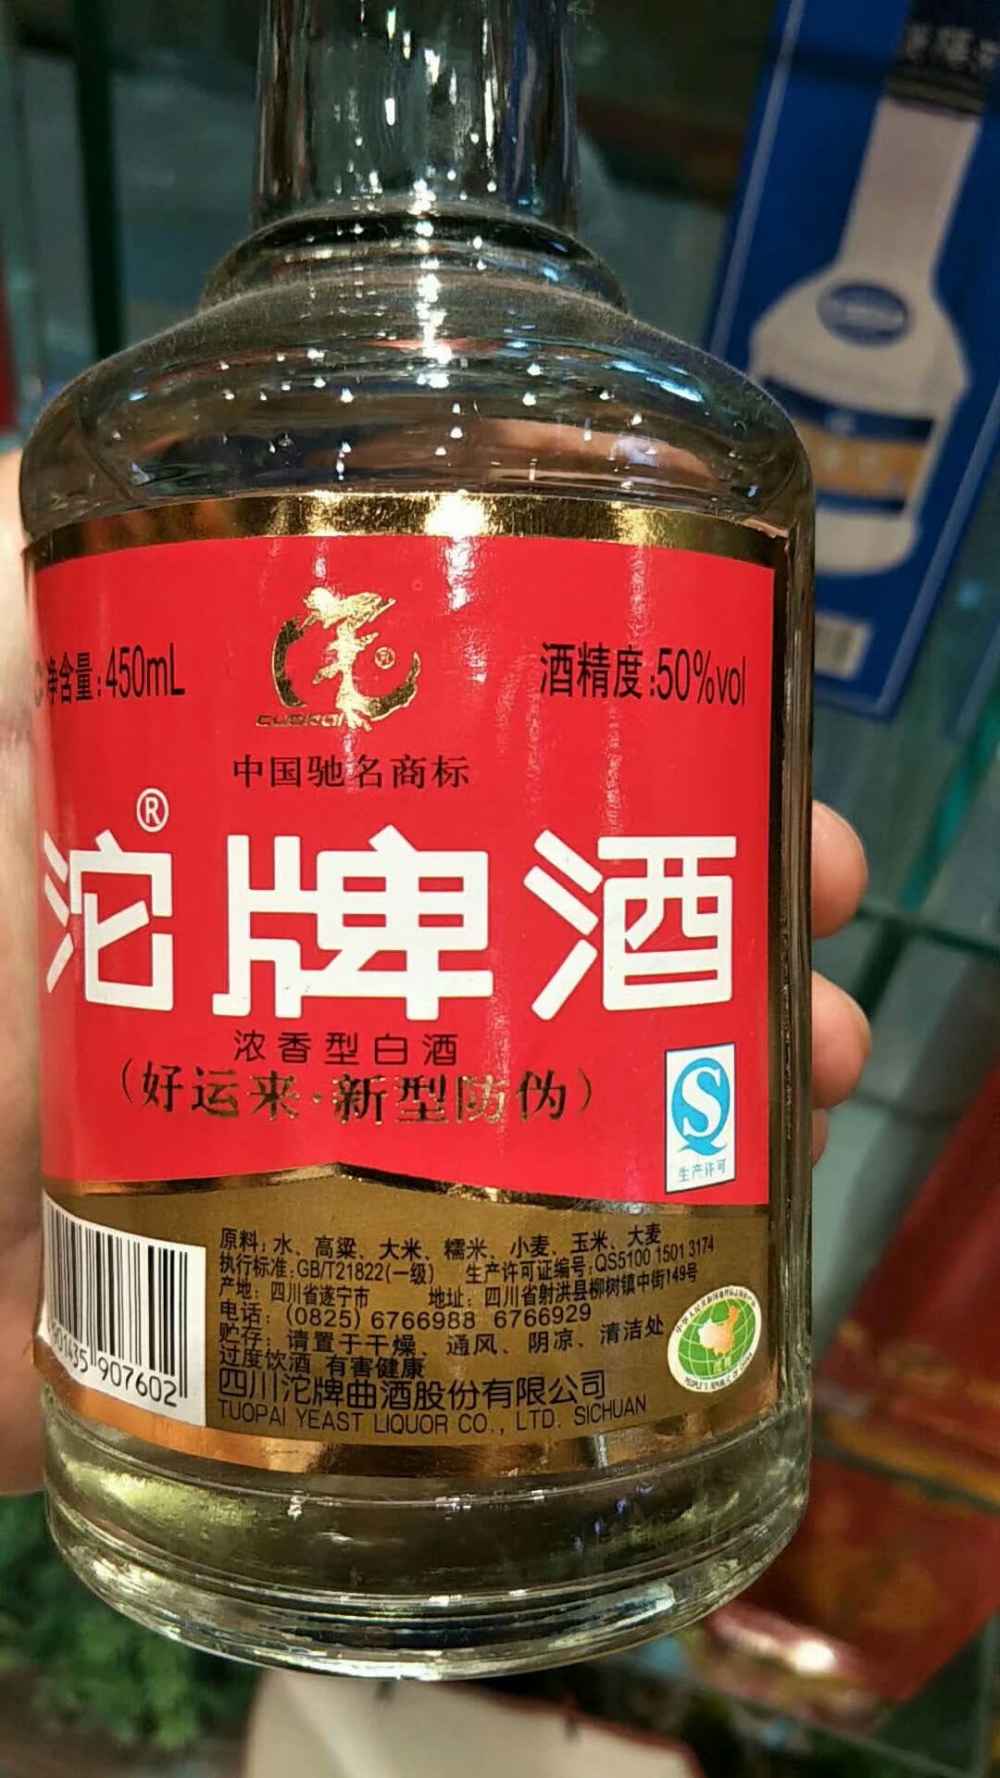 净含量:450mL
酒精度:50%vol
中国驰名商标
®
沱牌酒
浓香型白酒
(好运来·新型防伪)
生产许可
原料:水、高粱、大米、糯米、小麦、玉米、大麦
执行标准:GB/T21822(一级) 生产许可证编号:QS5100 1501 3174
产地:四川省遂宁市 地址:四川省射洪县柳树镇中街149号
电话:(0825) 6766988 6766929
贮存:请置于干燥、通风、阴凉、清洁处
过度饮酒 有害健康
四川沱牌曲酒股份有限公司
TUOPAI YEAST LIQUOR CO., LTD. SICHUAN
907602